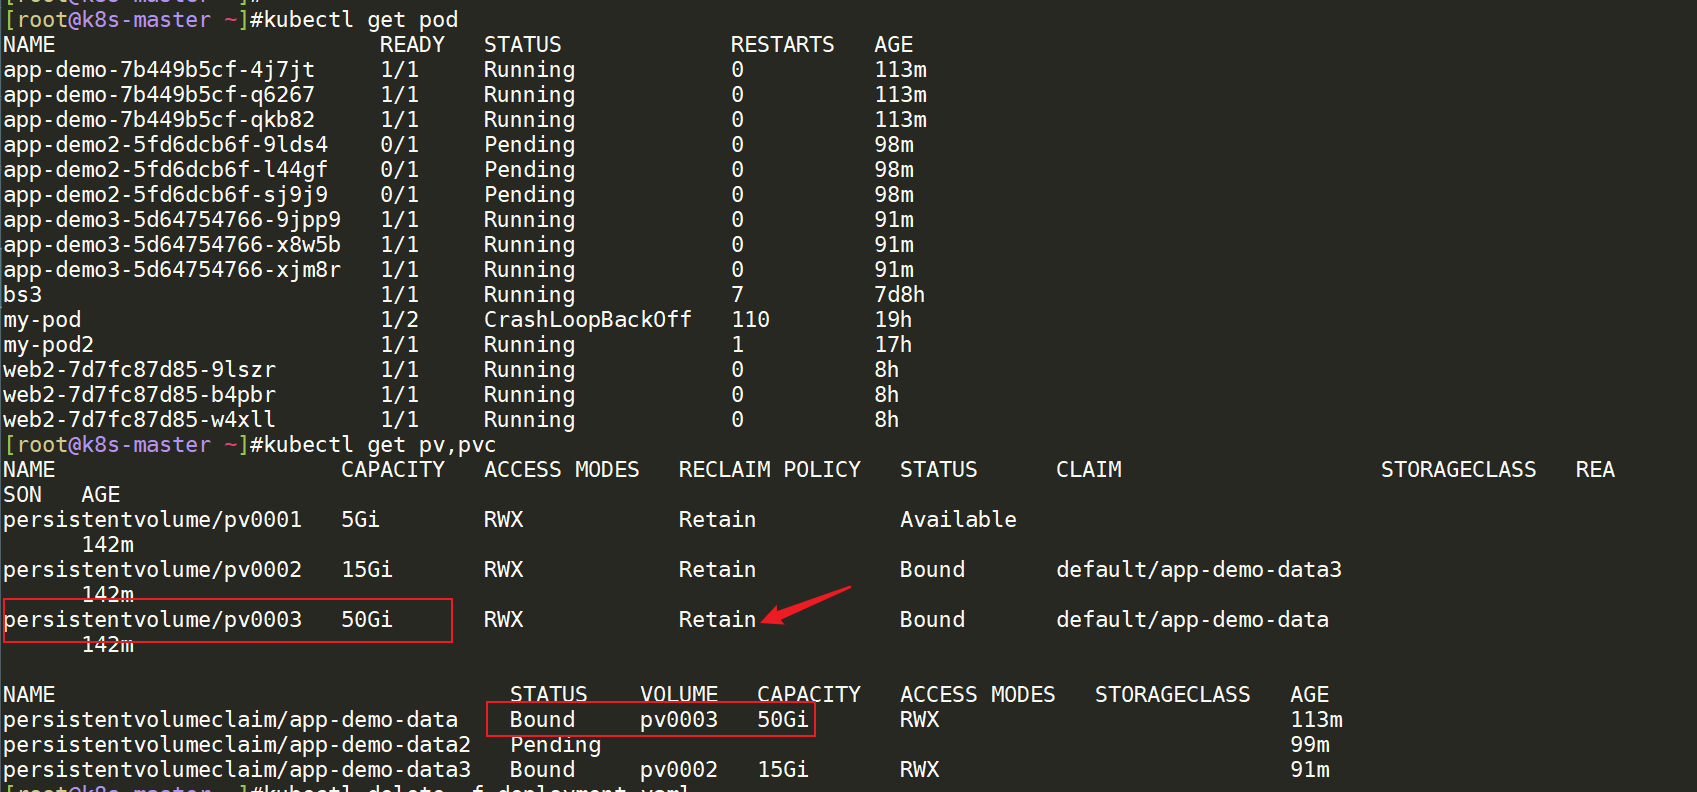 [root@k8s-master ~]#kubectl get pod
NAME READY STATUS RESTARTS AGE
app-demo-7b449b5cf-4j7jt 1/1 Running 0 113m
app-demo-7b449b5cf-q6267 1/1 Running 0 113m
app-demo-7b449b5cf-qkb82 1/1 Running 0 113m
app-demo2-5fd6dcb6f-9lds4 0/1 Pending 0 98m
app-demo2-5fd6dcb6f-l44gf 0/1 Pending 0 98m
app-demo2-5fd6dcb6f-sj9j9 0/1 Pending 0 98m
app-demo3-5d64754766-9jpp9 1/1 Running 0 91m
app-demo3-5d64754766-x8w5b 1/1 Running 0 91m
app-demo3-5d64754766-xjm8r 1/1 Running 0 91m
bs3 1/1 Running 7 7d8h
my-pod 1/2 CrashLoopBackOff 110 19h
my-pod2 1/1 Running 1 17h
web2-7d7fc87d85-9lszr 1/1 Running 0 8h
web2-7d7fc87d85-b4pbr 1/1 Running 0 8h
web2-7d7fc87d85-w4xll 1/1 Running 0 8h
[root@k8s-master ~]#kubectl get pv,pvc
NAME CAPACITY ACCESS MODES RECLAIM POLICY STATUS CLAIM STORAGECLASS REA
SON AGE
persistentvolume/pv0001 5Gi RWX Retain Available
142m
persistentvolume/pv0002 15Gi RWX Retain Bound default/app-demo-data3
142m
persistentvolume/pv0003 50Gi RWX Retain Bound default/app-demo-data
142m
NAME STATUS VOLUME CAPACITY ACCESS MODES STORAGECLASS AGE
persistentvolumeclaim/app-demo-data Bound pv0003 50Gi RWX 113m
persistentvolumeclaim/app-demo-data2 Pending 99m
persistentvolumeclaim/app-demo-data3 Bound pv0002 15Gi RWX 91m
[root@k8s-master ~]#kubectl delete -f deployment.yaml